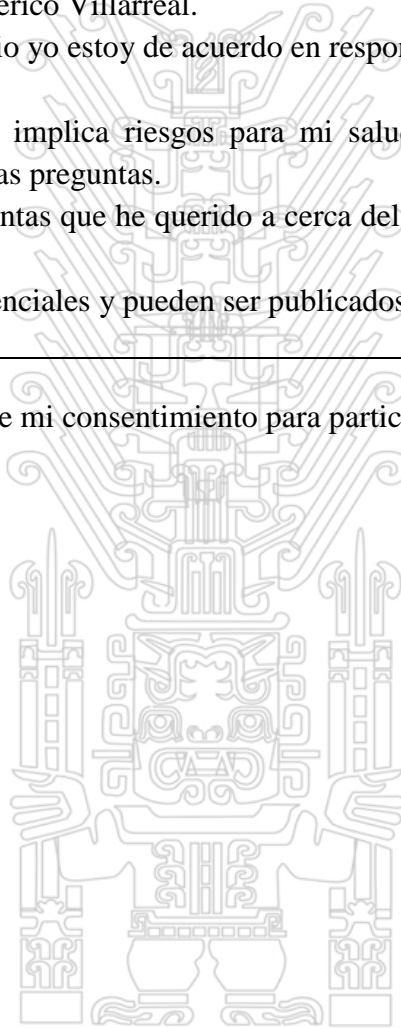 erico Villarreal.
io yo estoy de acuerdo en respon
implica riesgos para mi salu
as preguntas.
ntas que he querido a cerca del
enciales y pueden ser publicados
e mi consentimiento para partic